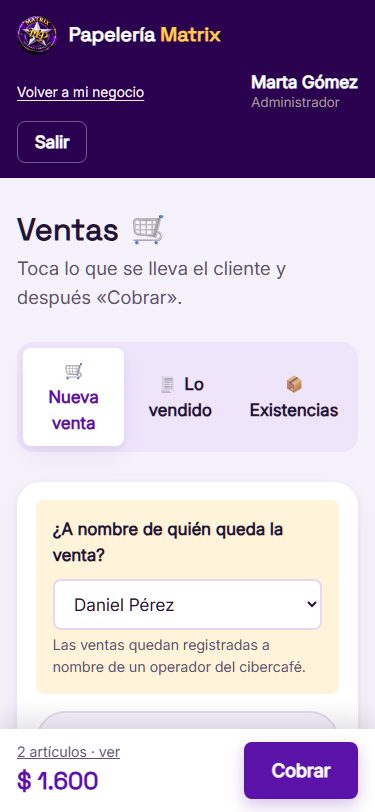 Papelería Matrix
Volver a mi negocio
Marta Gómez
Administrador
Salir
Ventas
Toca lo que se lleva el cliente y
después «Cobrar».
Nueva
venta
Lo
vendido
Existencias
¿A nombre de quién queda la
venta?
Daniel Pérez
Las ventas quedan registradas a
nombre de un operador del cibercafé.
2 artículos · ver
$ 1.600
Cobrar